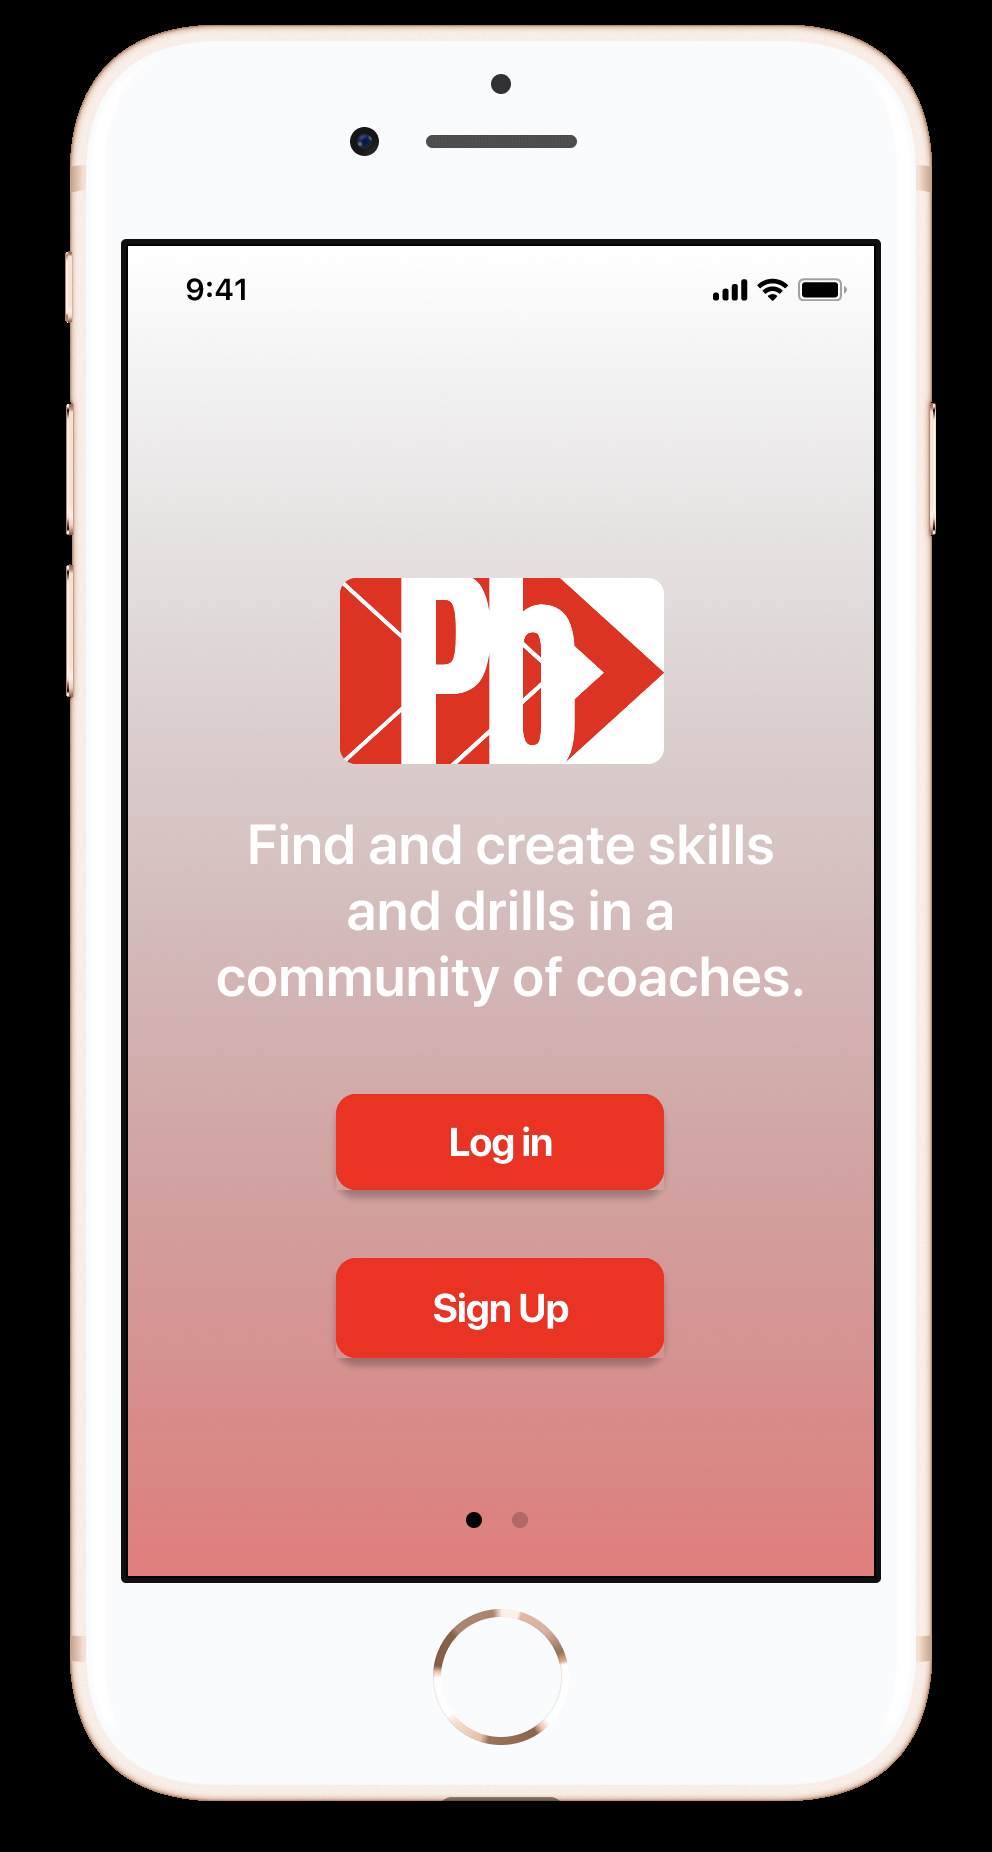 9:41
Pb
Find and create skills
and drills in a
community of coaches.
Log in
Sign Up